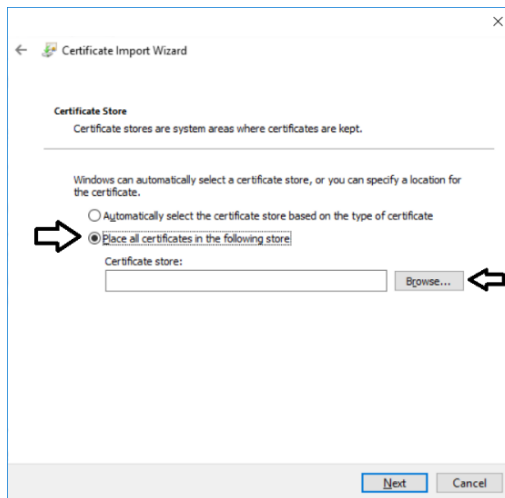 Certificate Import Wizard
Certificate Store
Certificate stores are system areas where certificates are kept.
Windows can automatically select a certificate store, or you can specify a location for
the certificate.
Automatically select the certificate store based on the type of certificate
Place all certificates in the following store
Certificate store:
Browse...
Next
Cancel